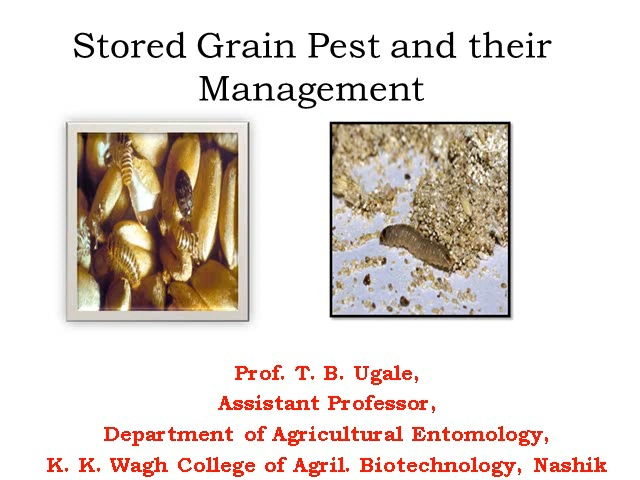 Stored Grain Pest and their
Management
Prof. T. B. Ugale,
Assistant Professor,
Department of Agricultural Entomology,
K. K. Wagh College of Agril. Biotechnology, Nashik